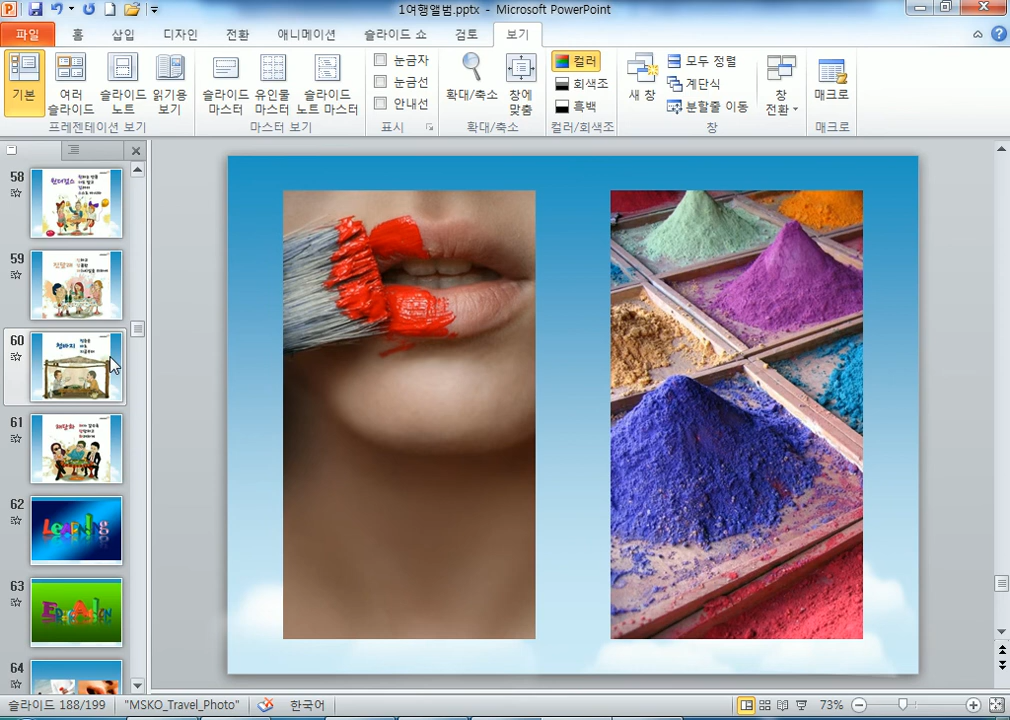 1여행앨범.pptx - Microsoft PowerPoint
파일 홈 삽입 디자인 전환 애니메이션 슬라이드 쇼 검토 보기
기본
여러 슬라이드
슬라이드 노트
읽기용 보기
프레젠테이션 보기
슬라이드 마스터
유인물 마스터
슬라이드 노트 마스터
마스터 보기
눈금자
눈금선
안내선
표시
확대/축소
창에 맞춤
확대/축소
컬러
회색조
흑백
컬러/회색조
새 창
모두 정렬
계단식
분할줄 이동
창 전환
창
매크로
매크로
58
59
60
61
62
Learning
63
Education
64
슬라이드 188/199 "MSKO_Travel_Photo" 한국어 73%